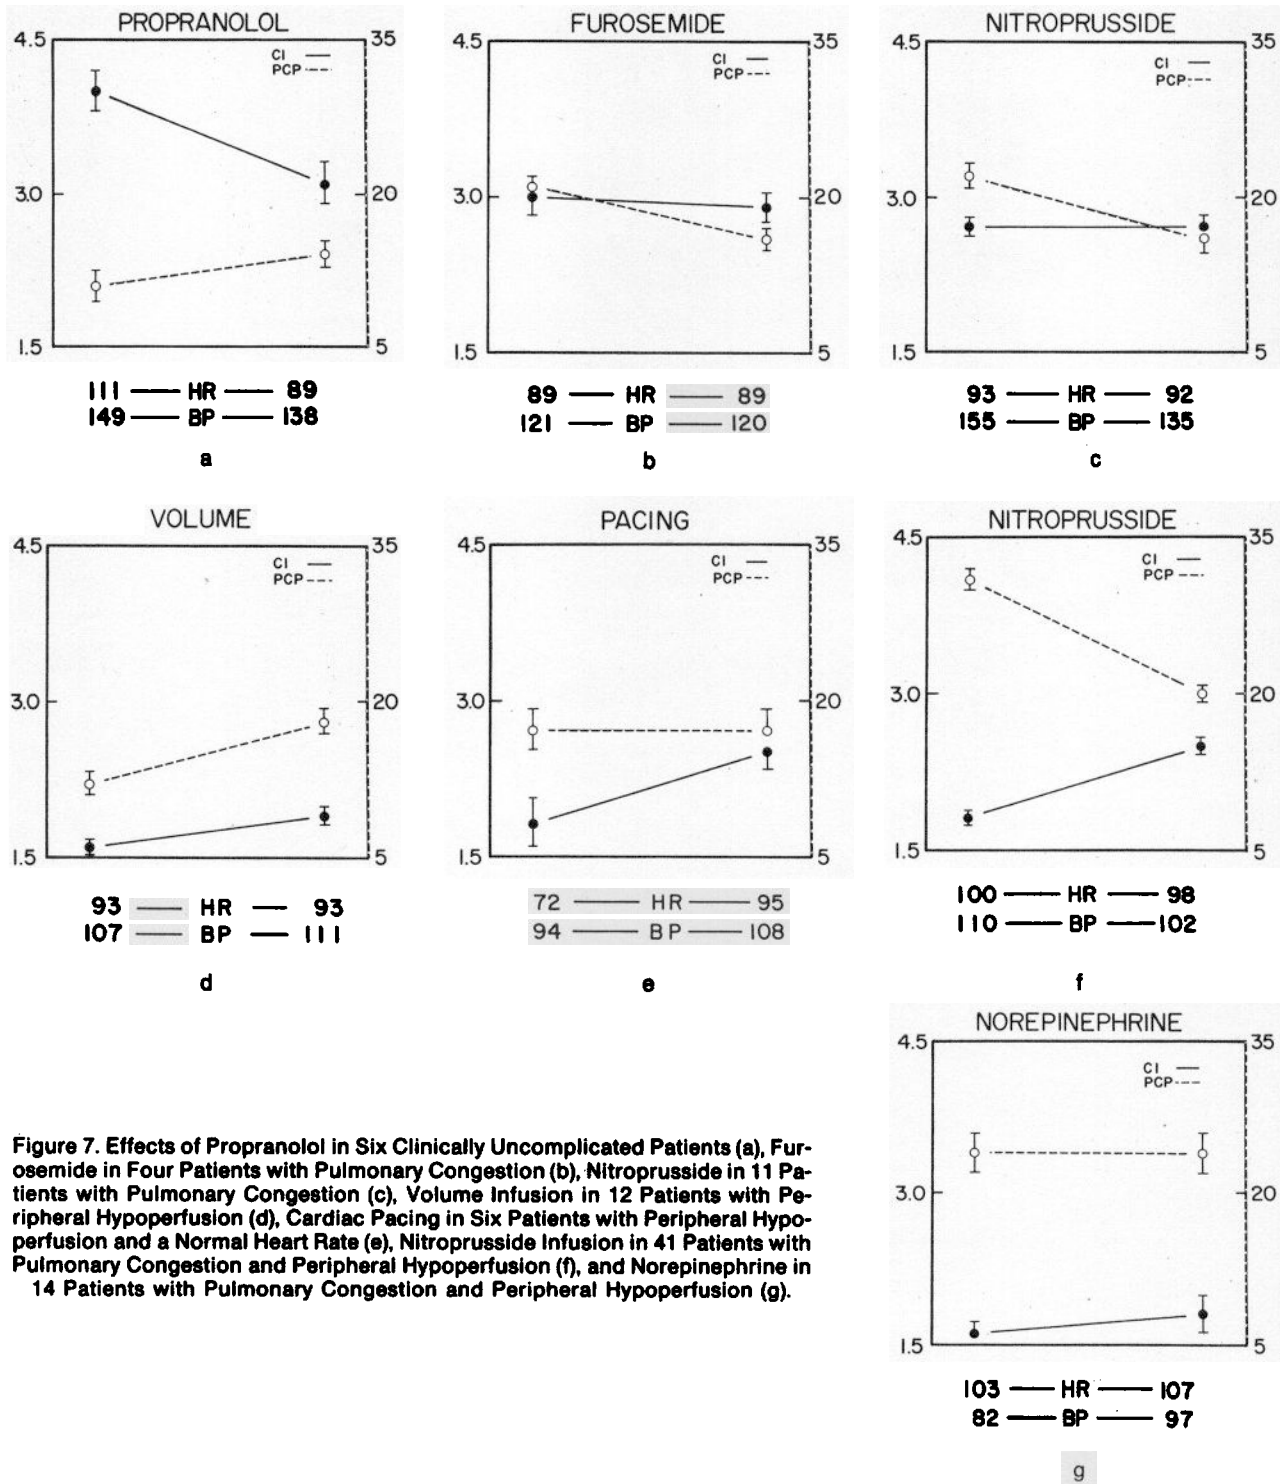 PROPRANOLOL
4.5
35
CI
PCP
3.0
20
1.5
5
111 — HR — 89
149 — BP — 138
a
FUROSEMIDE
4.5
35
CI
PCP
3.0
20
1.5
5
89 — HR — 89
121 — BP — 120
b
NITROPRUSSIDE
4.5
35
CI
PCP
3.0
20
1.5
5
93 — HR — 92
155 — BP — 135
c
VOLUME
4.5
35
CI
PCP
3.0
20
1.5
5
93 — HR — 93
107 — BP — 111
d
PACING
4.5
35
CI
PCP
3.0
20
1.5
5
72 — HR — 95
94 — BP — 108
e
NITROPRUSSIDE
4.5
35
CI
PCP
3.0
20
1.5
5
100 — HR — 98
110 — BP — 102
f
NOREPINEPHRINE
4.5
35
CI
PCP
3.0
20
1.5
5
103 — HR — 107
82 — BP — 97
g
Figure 7. Effects of Propranolol in Six Clinically Uncomplicated Patients (a), Fur-
osemide in Four Patients with Pulmonary Congestion (b), Nitroprusside in 11 Pa-
tients with Pulmonary Congestion (c), Volume Infusion in 12 Patients with Pe-
ripheral Hypoperfusion (d), Cardiac Pacing in Six Patients with Peripheral Hypo-
perfusion and a Normal Heart Rate (e), Nitroprusside Infusion in 41 Patients with
Pulmonary Congestion and Peripheral Hypoperfusion (f), and Norepinephrine in
14 Patients with Pulmonary Congestion and Peripheral Hypoperfusion (g).